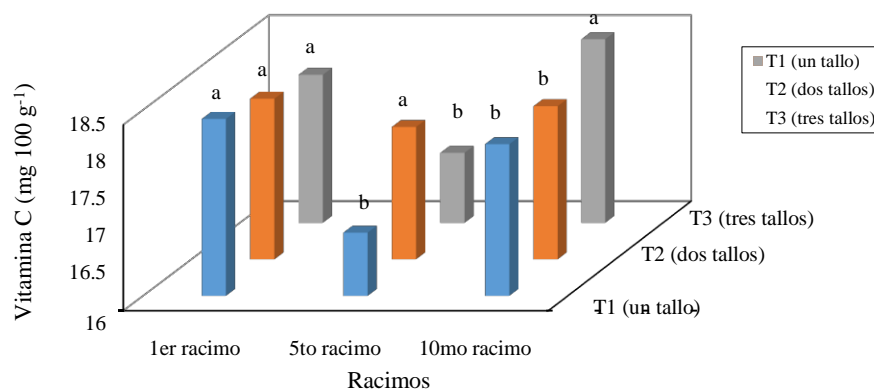 Vitamina C (mg 100 g⁻¹)
18.5
18
17.5
17
16.5
16
a
a
a
b
a
b
b
b
a
1er racimo
5to racimo
10mo racimo
Racimos
T3 (tres tallos)
T2 (dos tallos)
T1 (un tallo)
T1 (un tallo)
T2 (dos tallos)
T3 (tres tallos)